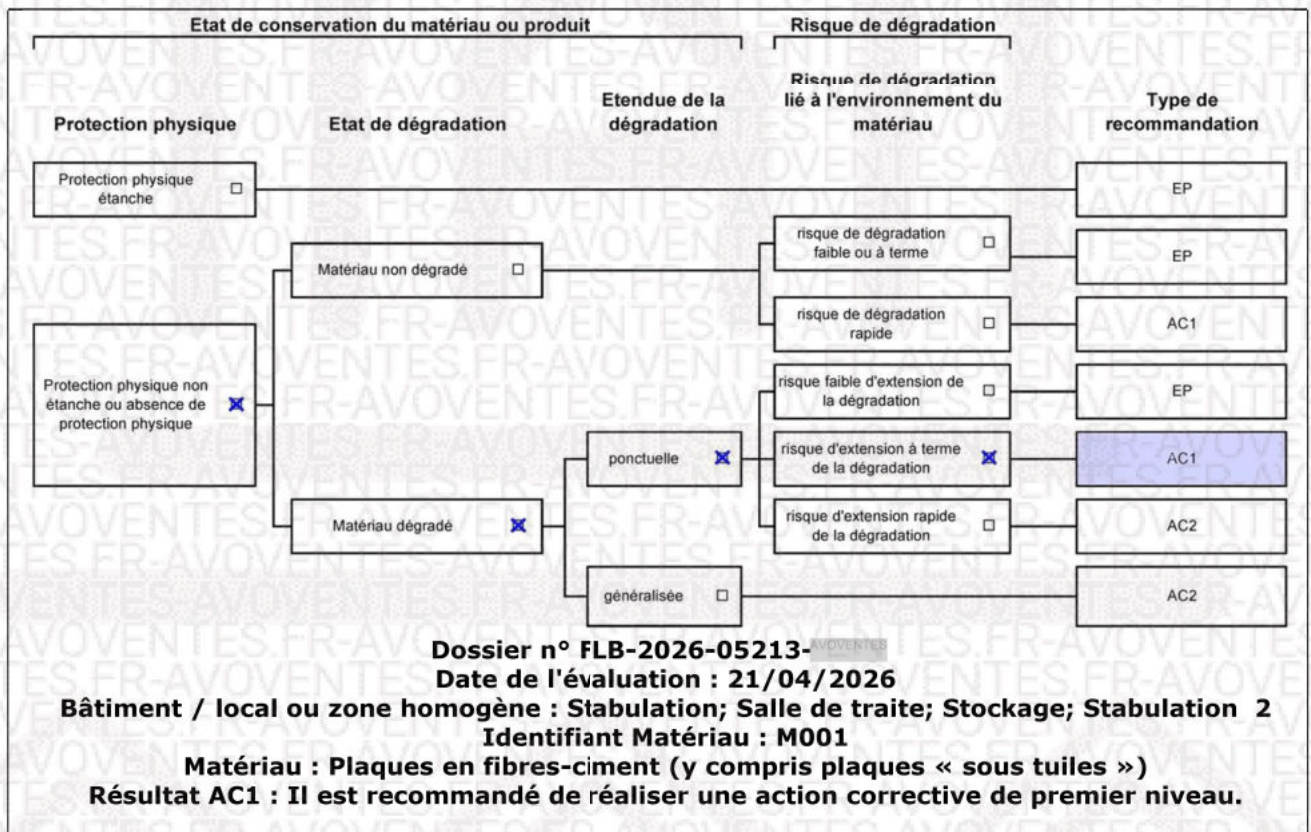 Etat de conservation du matériau ou produit
Risque de dégradation
Protection physique
Etat de dégradation
Etendue de la
dégradation
Risque de dégradation
lié à l'environnement du
matériau
Type de
recommandation
Protection physique
étanche
EP
Matériau non dégradé
risque de dégradation
faible ou à terme
EP
risque de dégradation
rapide
AC1
Protection physique non
étanche ou absence de
protection physique
risque faible d'extension de
la dégradation
EP
ponctuelle
risque d'extension à terme
de la dégradation
AC1
Matériau dégradé
risque d'extension rapide
de la dégradation
AC2
généralisée
AC2
Dossier n° FLB-2026-05213-
AVOVENTES
Date de l'évaluation : 21/04/2026
Bâtiment / local ou zone homogène : Stabulation; Salle de traite; Stockage; Stabulation 2
Identifiant Matériau : M001
Matériau : Plaques en fibres-ciment (y compris plaques « sous tuiles »)
Résultat AC1 : Il est recommandé de réaliser une action corrective de premier niveau.